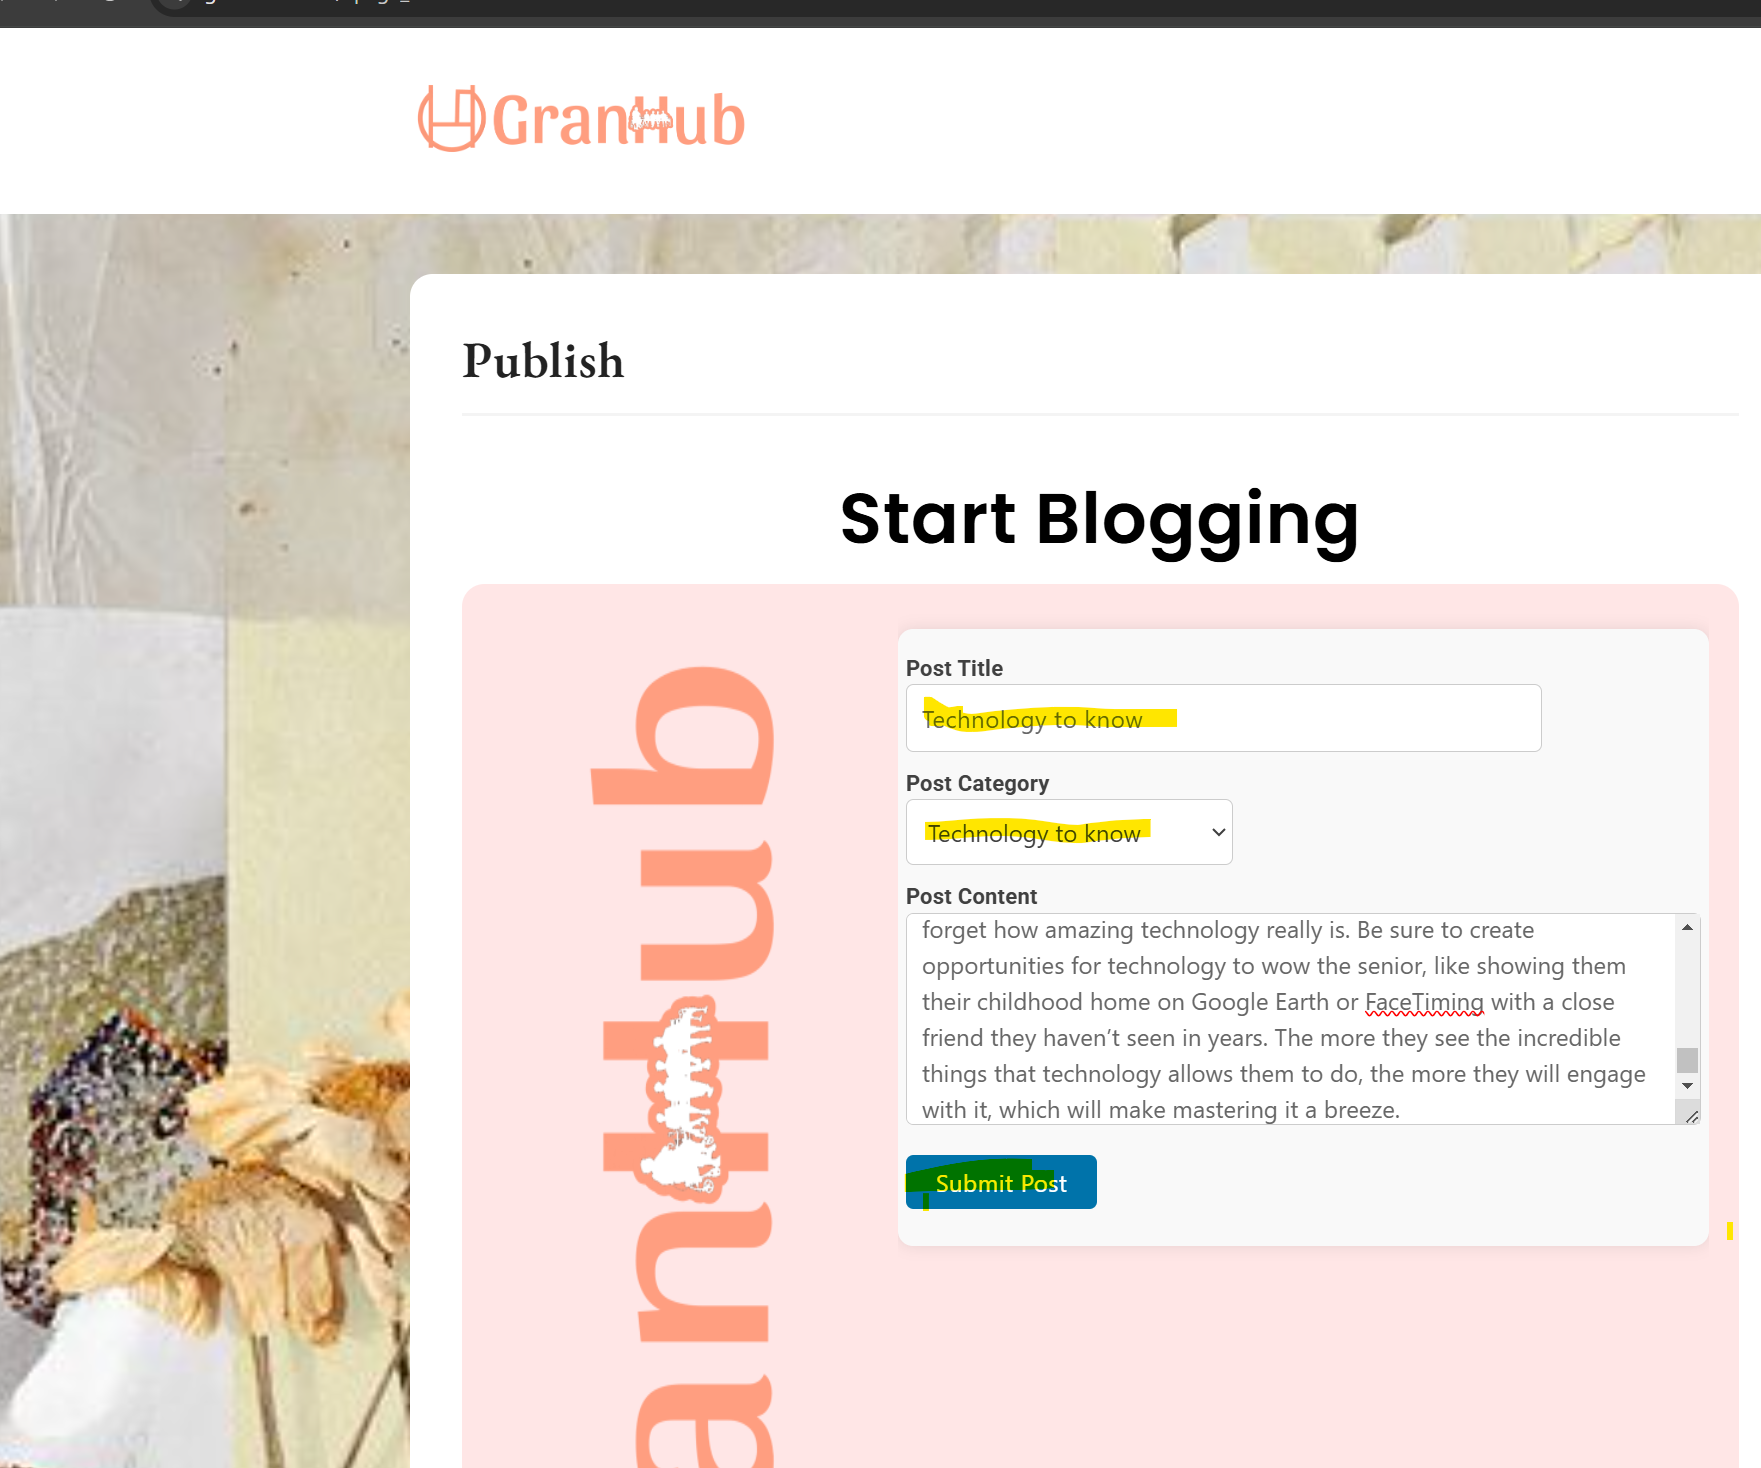 GranHub
Publish
Start Blogging
Post Title
Technology to know
Post Category
Technology to know
Post Content
forget how amazing technology really is. Be sure to create
opportunities for technology to wow the senior, like showing them
their childhood home on Google Earth or FaceTiming with a close
friend they haven’t seen in years. The more they see the incredible
things that technology allows them to do, the more they will engage
with it, which will make mastering it a breeze.
Submit Post
anHub